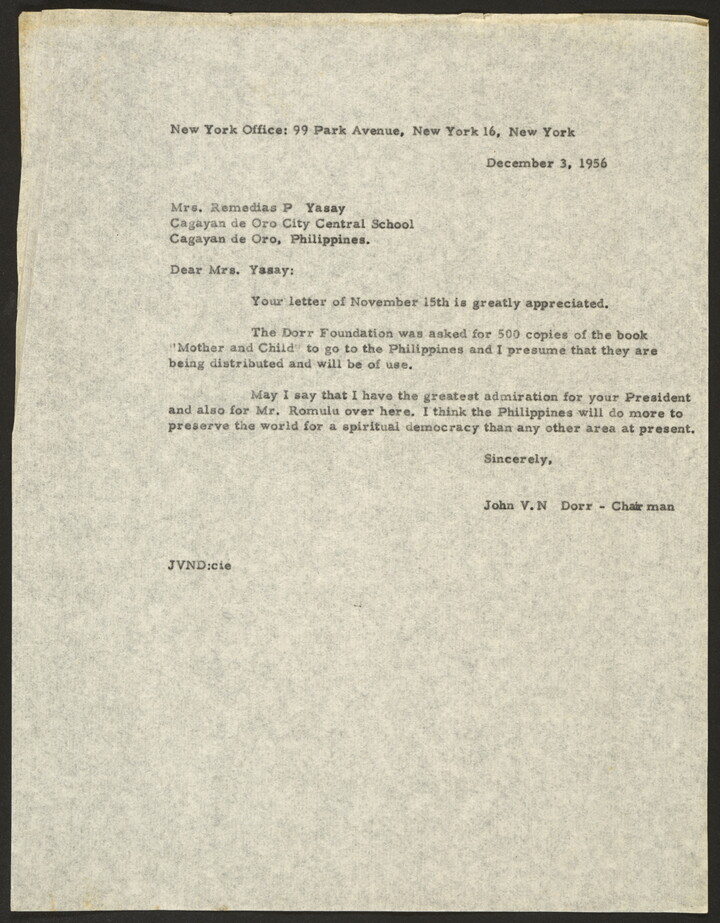 New York Office: 99 Park Avenue, New York 16, New York
December 3, 1956
Mrs. Remedias P Yasay
Cagayan de Oro City Central School
Cagayan de Oro, Philippines.
Dear Mrs. Yasay:
Your letter of November 15th is greatly appreciated.
The Dorr Foundation was asked for 500 copies of the book
"Mother and Child" to go to the Philippines and I presume that they are
being distributed and will be of use.
May I say that I have the greatest admiration for your President
and also for Mr. Romulu over here. I think the Philippines will do more to
preserve the world for a spiritual democracy than any other area at present.
Sincerely,
John V.N Dorr - Chairman
JVND:cie